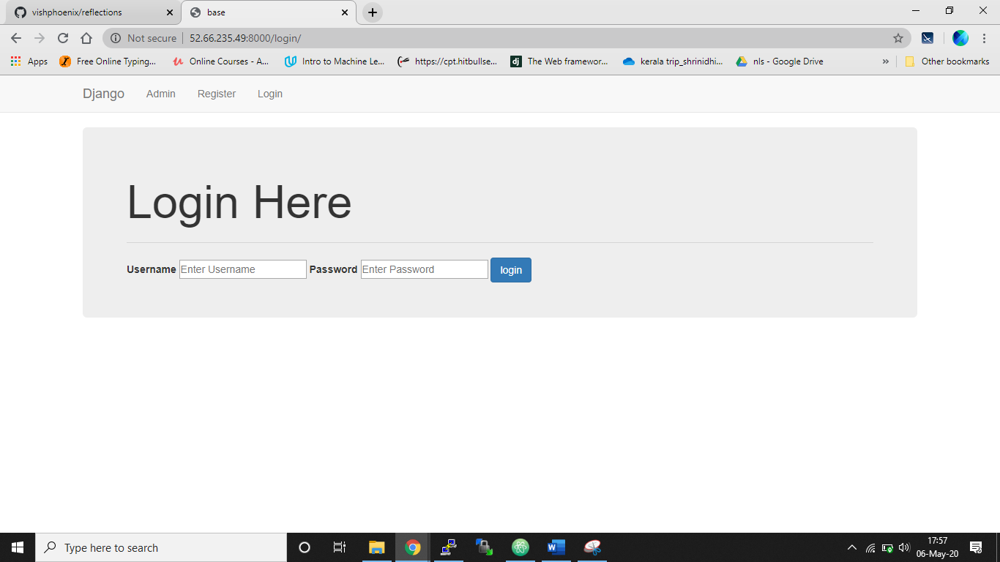 vishphoenix/reflections
base
Not secure
52.66.235.49:8000/login/
Apps
Free Online Typing...
Online Courses - A...
Intro to Machine Le...
https://cpt.hitbullse...
dj
The Web framewor...
kerala trip_shrinidhi...
nls - Google Drive
»
Other bookmarks
Django Admin Register Login
Login Here
Username Enter Username Password Enter Password login
Type here to search
17:57
06-May-20